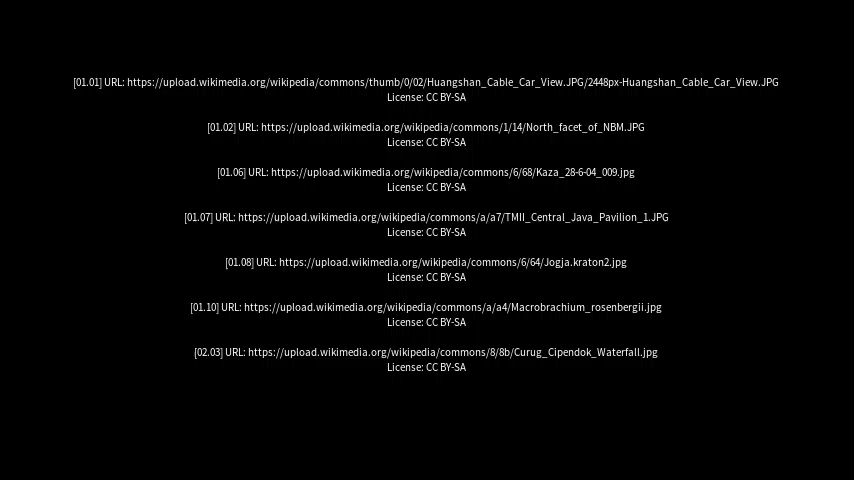 [01.01] URL: https://upload.wikimedia.org/wikipedia/commons/thumb/0/02/Huangshan_Cable_Car_View.JPG/2448px-Huangshan_Cable_Car_View.JPG
License: CC BY-SA
[01.02] URL: https://upload.wikimedia.org/wikipedia/commons/1/14/North_facet_of_NBM.JPG
License: CC BY-SA
[01.06] URL: https://upload.wikimedia.org/wikipedia/commons/6/68/Kaza_28-6-04_009.jpg
License: CC BY-SA
[01.07] URL: https://upload.wikimedia.org/wikipedia/commons/a/a7/TMII_Central_Java_Pavilion_1.JPG
License: CC BY-SA
[01.08] URL: https://upload.wikimedia.org/wikipedia/commons/6/64/Jogja.kraton2.jpg
License: CC BY-SA
[01.10] URL: https://upload.wikimedia.org/wikipedia/commons/a/a4/Macrobrachium_rosenbergii.jpg
License: CC BY-SA
[02.03] URL: https://upload.wikimedia.org/wikipedia/commons/8/8b/Curug_Cipendok_Waterfall.jpg
License: CC BY-SA